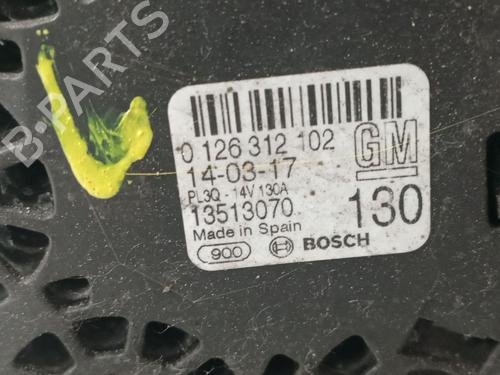 0 126 312 102
14-03-17
PL3Q - 14V 130A
13513070
Made in Spain
900
BOSCH
GM
130
B-PARTS